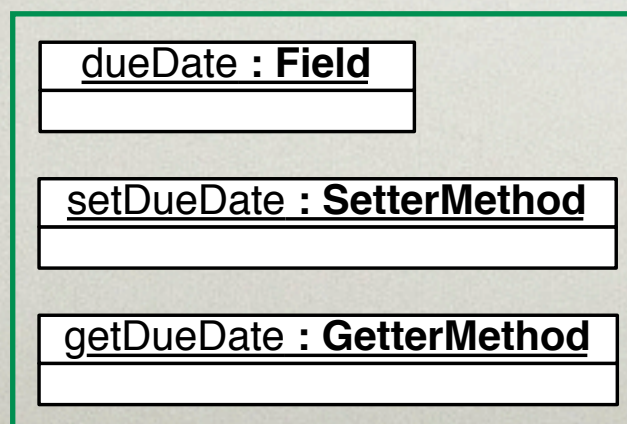 dueDate : Field
setDueDate : SetterMethod
getDueDate : GetterMethod